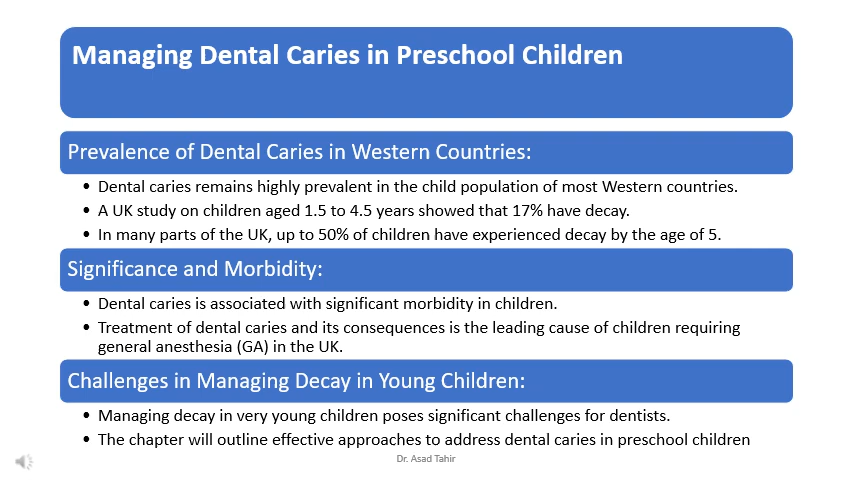 Managing Dental Caries in Preschool Children
Prevalence of Dental Caries in Western Countries:
• Dental caries remains highly prevalent in the child population of most Western countries.
• A UK study on children aged 1.5 to 4.5 years showed that 17% have decay.
• In many parts of the UK, up to 50% of children have experienced decay by the age of 5.
Significance and Morbidity:
• Dental caries is associated with significant morbidity in children.
• Treatment of dental caries and its consequences is the leading cause of children requiring
general anesthesia (GA) in the UK.
Challenges in Managing Decay in Young Children:
• Managing decay in very young children poses significant challenges for dentists.
• The chapter will outline effective approaches to address dental caries in preschool children
Dr. Asad Tahir